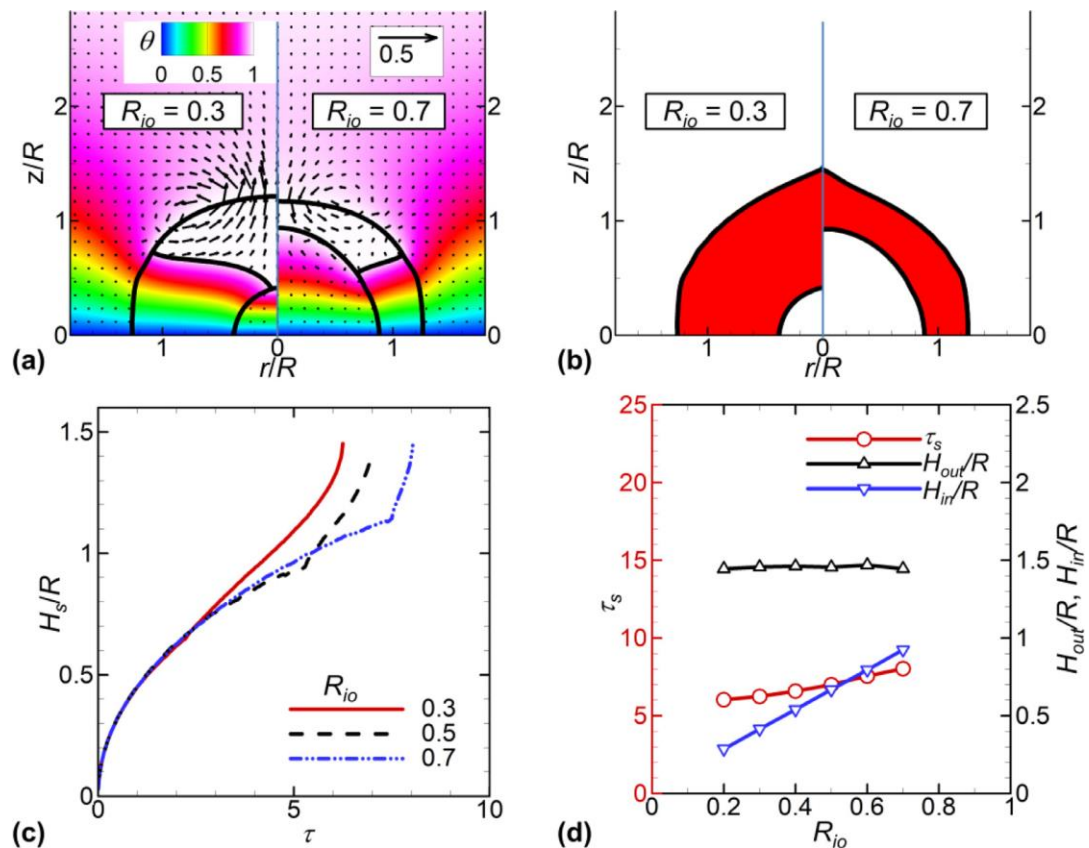 θ
0 0.5 1
0.5
R_io = 0.3
R_io = 0.7
2
1
0
z/R
1 0 1
r/R
(a)
R_io = 0.3
R_io = 0.7
2
1
0
z/R
2
1
0
1 0 1
r/R
(b)
1.5
1
0.5
0
H_s/R
R_io
0.3
0.5
0.7
0 5 10
τ
(c)
25
20
15
10
5
0
τ_s
τ_s
H_out/R
H_in/R
2.5
2
1.5
1
0.5
0
H_out/R, H_in/R
0 0.2 0.4 0.6 0.8 1
R_io
(d)